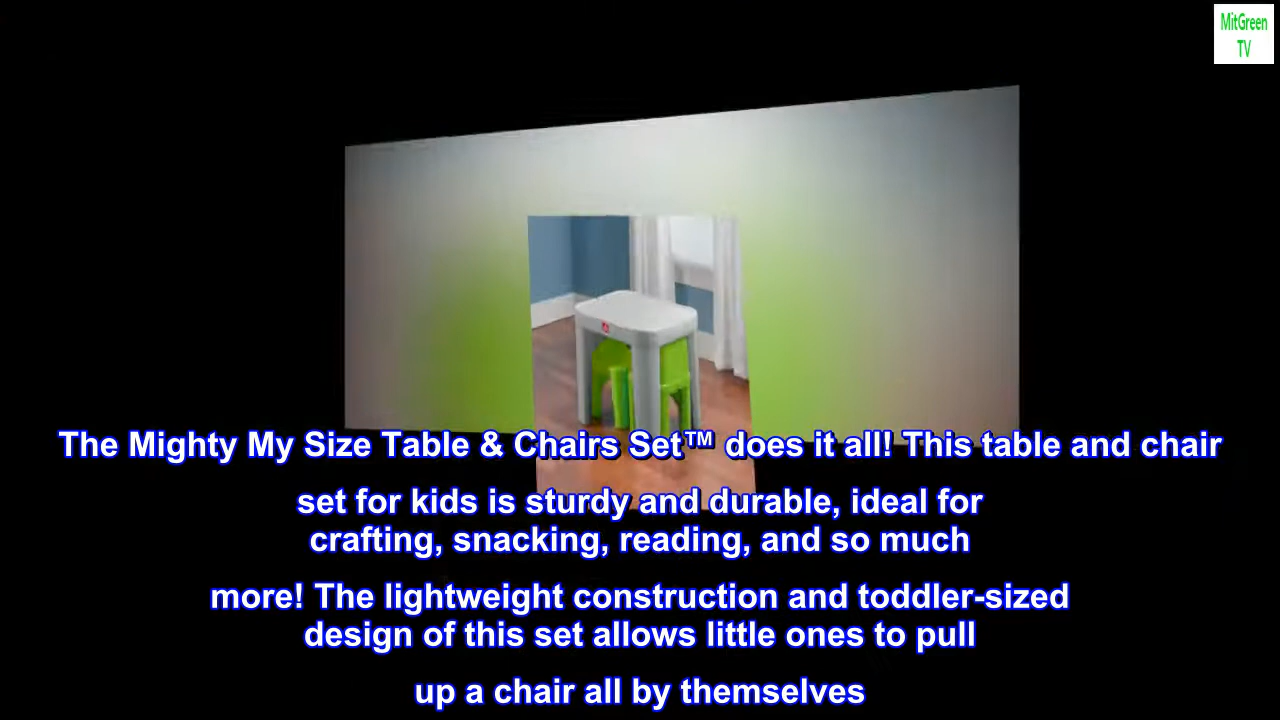 MitGreen
TV
The Mighty My Size Table & Chairs Set™ does it all! This table and chair
set for kids is sturdy and durable, ideal for
crafting, snacking, reading, and so much
more! The lightweight construction and toddler-sized
design of this set allows little ones to pull
up a chair all by themselves